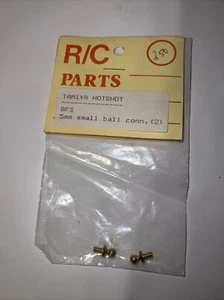 R/C
PARTS
TAMIYA HOTSHOT
BF3
5mm small ball conn.(2)